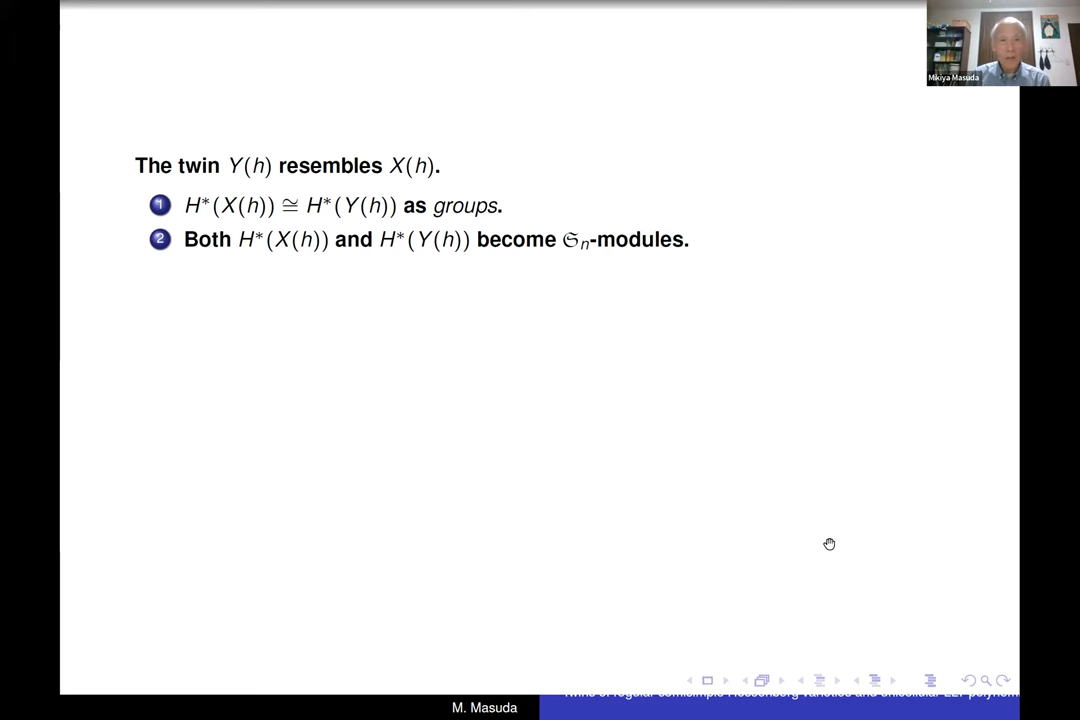 Mikiya Masuda
The twin Y(h) resembles X(h).
1 H*(X(h)) ≅ H*(Y(h)) as groups.
2 Both H*(X(h)) and H*(Y(h)) become 𝔖n-modules.
M. Masuda